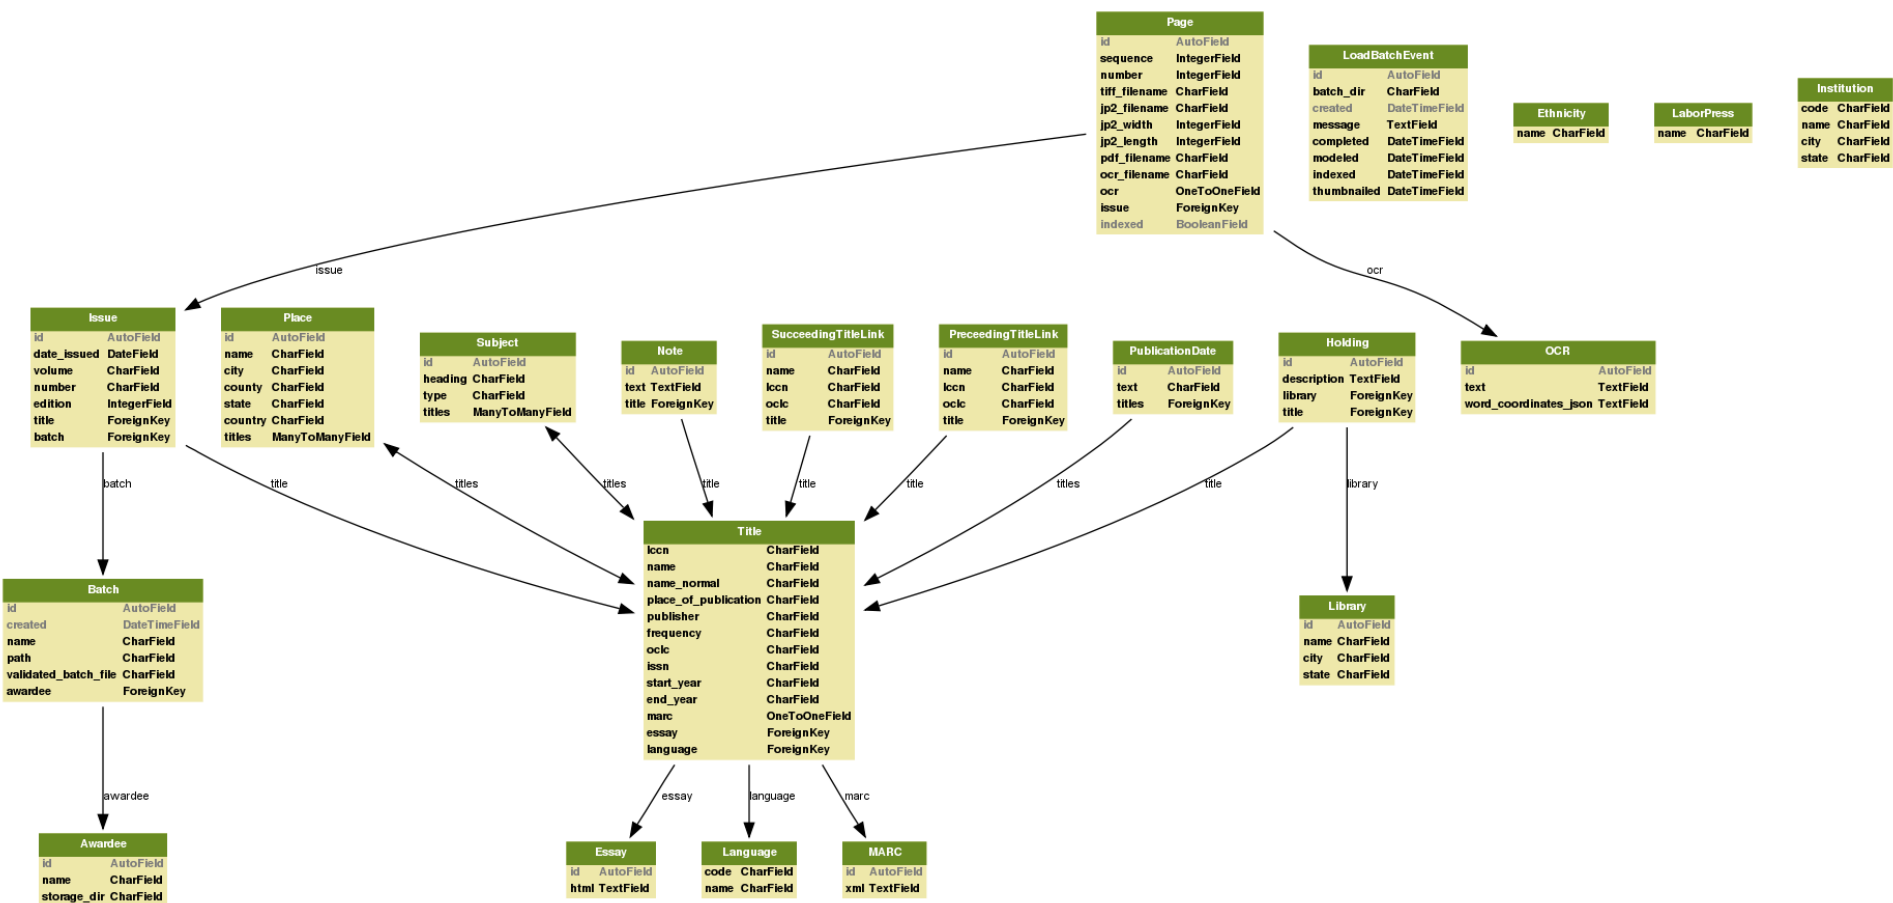 Page
id AutoField
sequence IntegerField
number IntegerField
tiff_filename CharField
jp2_filename CharField
jp2_width IntegerField
jp2_length IntegerField
pdf_filename CharField
ocr_filename CharField
ocr OneToOneField
issue ForeignKey
indexed BooleanField
LoadBatchEvent
id AutoField
batch_dir CharField
created DateTimeField
message TextField
completed DateTimeField
modeled DateTimeField
indexed DateTimeField
thumbnailed DateTimeField
Ethnicity
name CharField
LaborPress
name CharField
Institution
code CharField
name CharField
city CharField
state CharField
issue
ocr
Issue
id AutoField
date_issued DateField
volume CharField
number CharField
edition IntegerField
title ForeignKey
batch ForeignKey
Place
id AutoField
name CharField
city CharField
county CharField
state CharField
country CharField
titles ManyToManyField
Subject
id AutoField
heading CharField
type CharField
titles ManyToManyField
Note
id AutoField
text TextField
title ForeignKey
SucceedingTitleLink
id AutoField
name CharField
lccn CharField
oclc CharField
title ForeignKey
PreceedingTitleLink
id AutoField
name CharField
lccn CharField
oclc CharField
title ForeignKey
PublicationDate
id AutoField
text CharField
titles ForeignKey
Holding
id AutoField
description TextField
library ForeignKey
title ForeignKey
OCR
id AutoField
text TextField
word_coordinates_json TextField
batch
title
titles
titles
title
title
title
titles
title
library
Title
lccn CharField
name CharField
name_normal CharField
place_of_publication CharField
publisher CharField
frequency CharField
oclc CharField
issn CharField
start_year CharField
end_year CharField
marc OneToOneField
essay ForeignKey
language ForeignKey
Batch
id AutoField
created DateTimeField
name CharField
path CharField
validated_batch_file CharField
awardee ForeignKey
Library
id AutoField
name CharField
city CharField
state CharField
awardee
essay
language
marc
Awardee
id AutoField
name CharField
storage_dir CharField
Essay
id AutoField
html TextField
Language
code CharField
name CharField
MARC
id AutoField
xml TextField